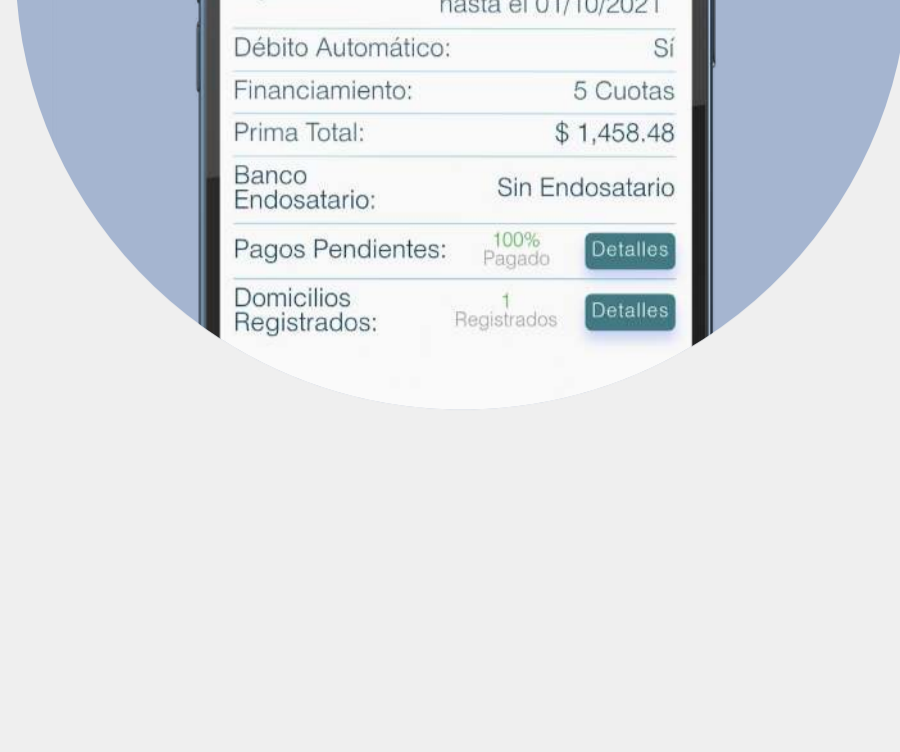 hasta el 01/10/2021
Débito Automático: Sí
Financiamiento: 5 Cuotas
Prima Total: $ 1,458.48
Banco
Endosatario: Sin Endosatario
Pagos Pendientes: 100%
Pagado Detalles
Domicilios
Registrados: 1
Registrados Detalles